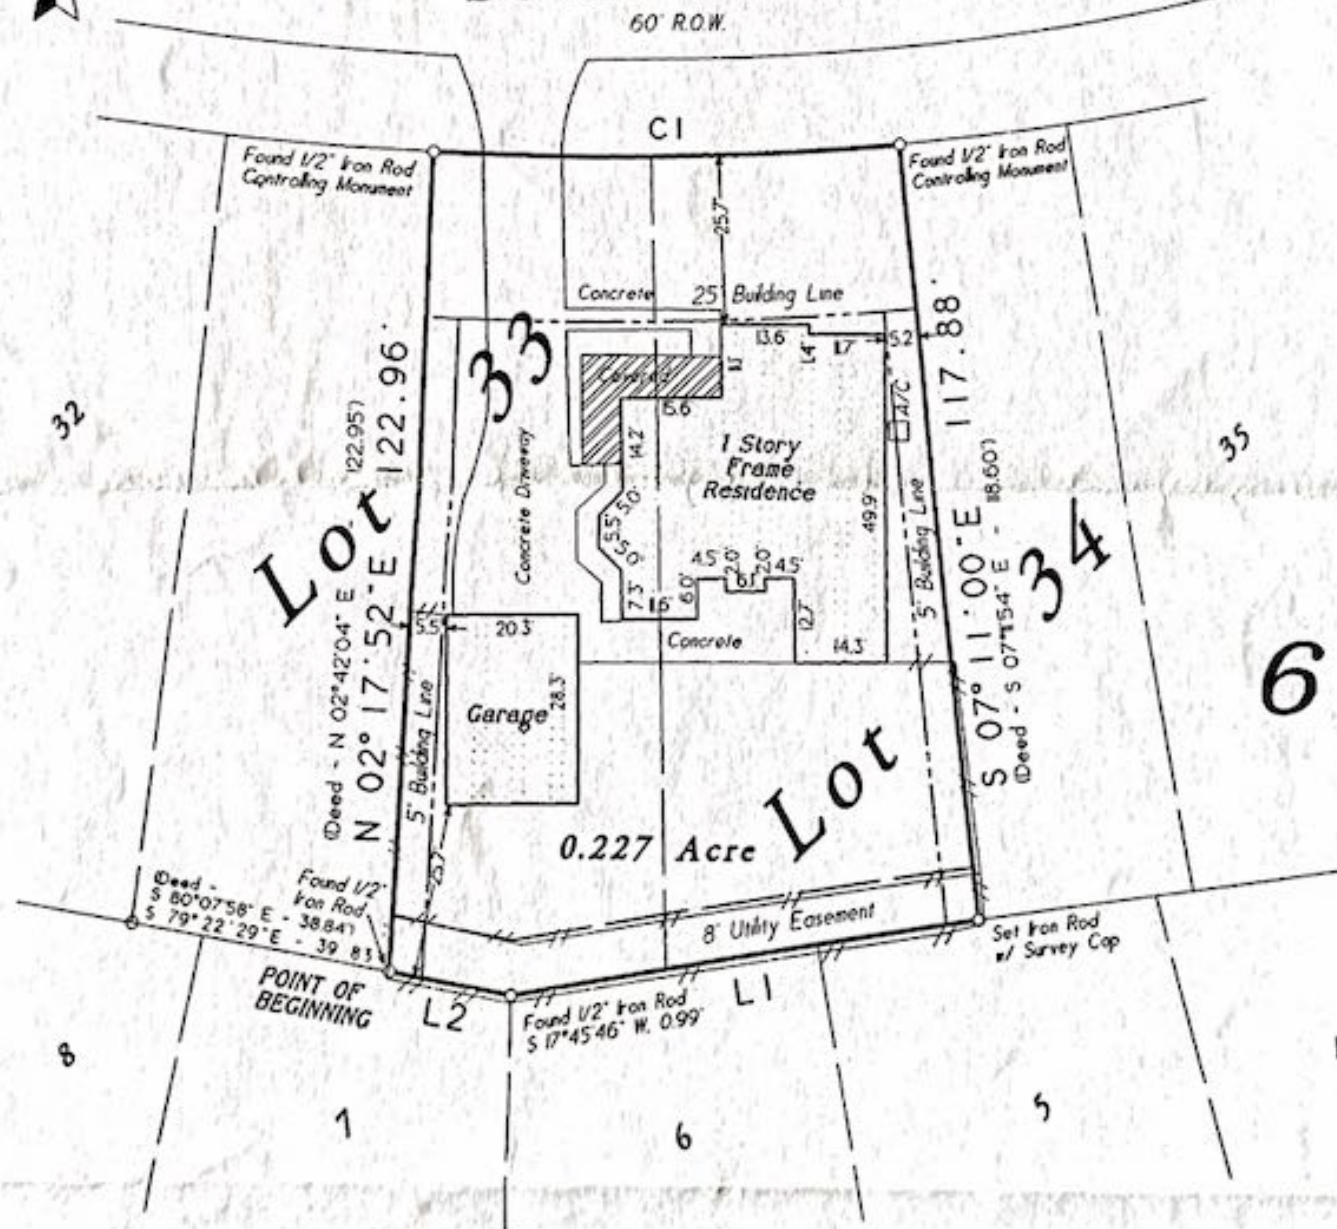 60' R.O.W.
C1
Found 1/2" Iron Rod
Controlling Monument
Found 1/2" Iron Rod
Controlling Monument
25.7'
Concrete
25' Building Line
13.6
1.4'
11.7'
5.2'
Covered
15.6
A/C
33
32
35
Concrete Driveway
14.2'
1 Story
Frame
Residence
5.0'
5.5'
5.0'
7.3'
11.6
6.0'
4.5'
2.0'
6.1'
2.0'
4.5'
12.7'
14.3'
49.9'
5' Building Line
Concrete
N 02° 17' 52" E 122.96'
(Deed - N 02°42'04" E - 122.95')
S 07° 11' 00" E 117.88'
(Deed - S 07°11'54" E - 118.60')
Lot
34
6
5.5'
20.3'
28.3'
Garage
5' Building Line
25.7'
0.227 Acre
Lot
8' Utility Easement
(Deed -
S 80°07'58" E - 38.84')
S 79°22'29" E - 39.83'
Found 1/2"
Iron Rod
POINT OF
BEGINNING
L2
Found 1/2" Iron Rod
S 17°45'46" W, 0.99'
L1
Set Iron Rod
w/ Survey Cap
8
7
6
5